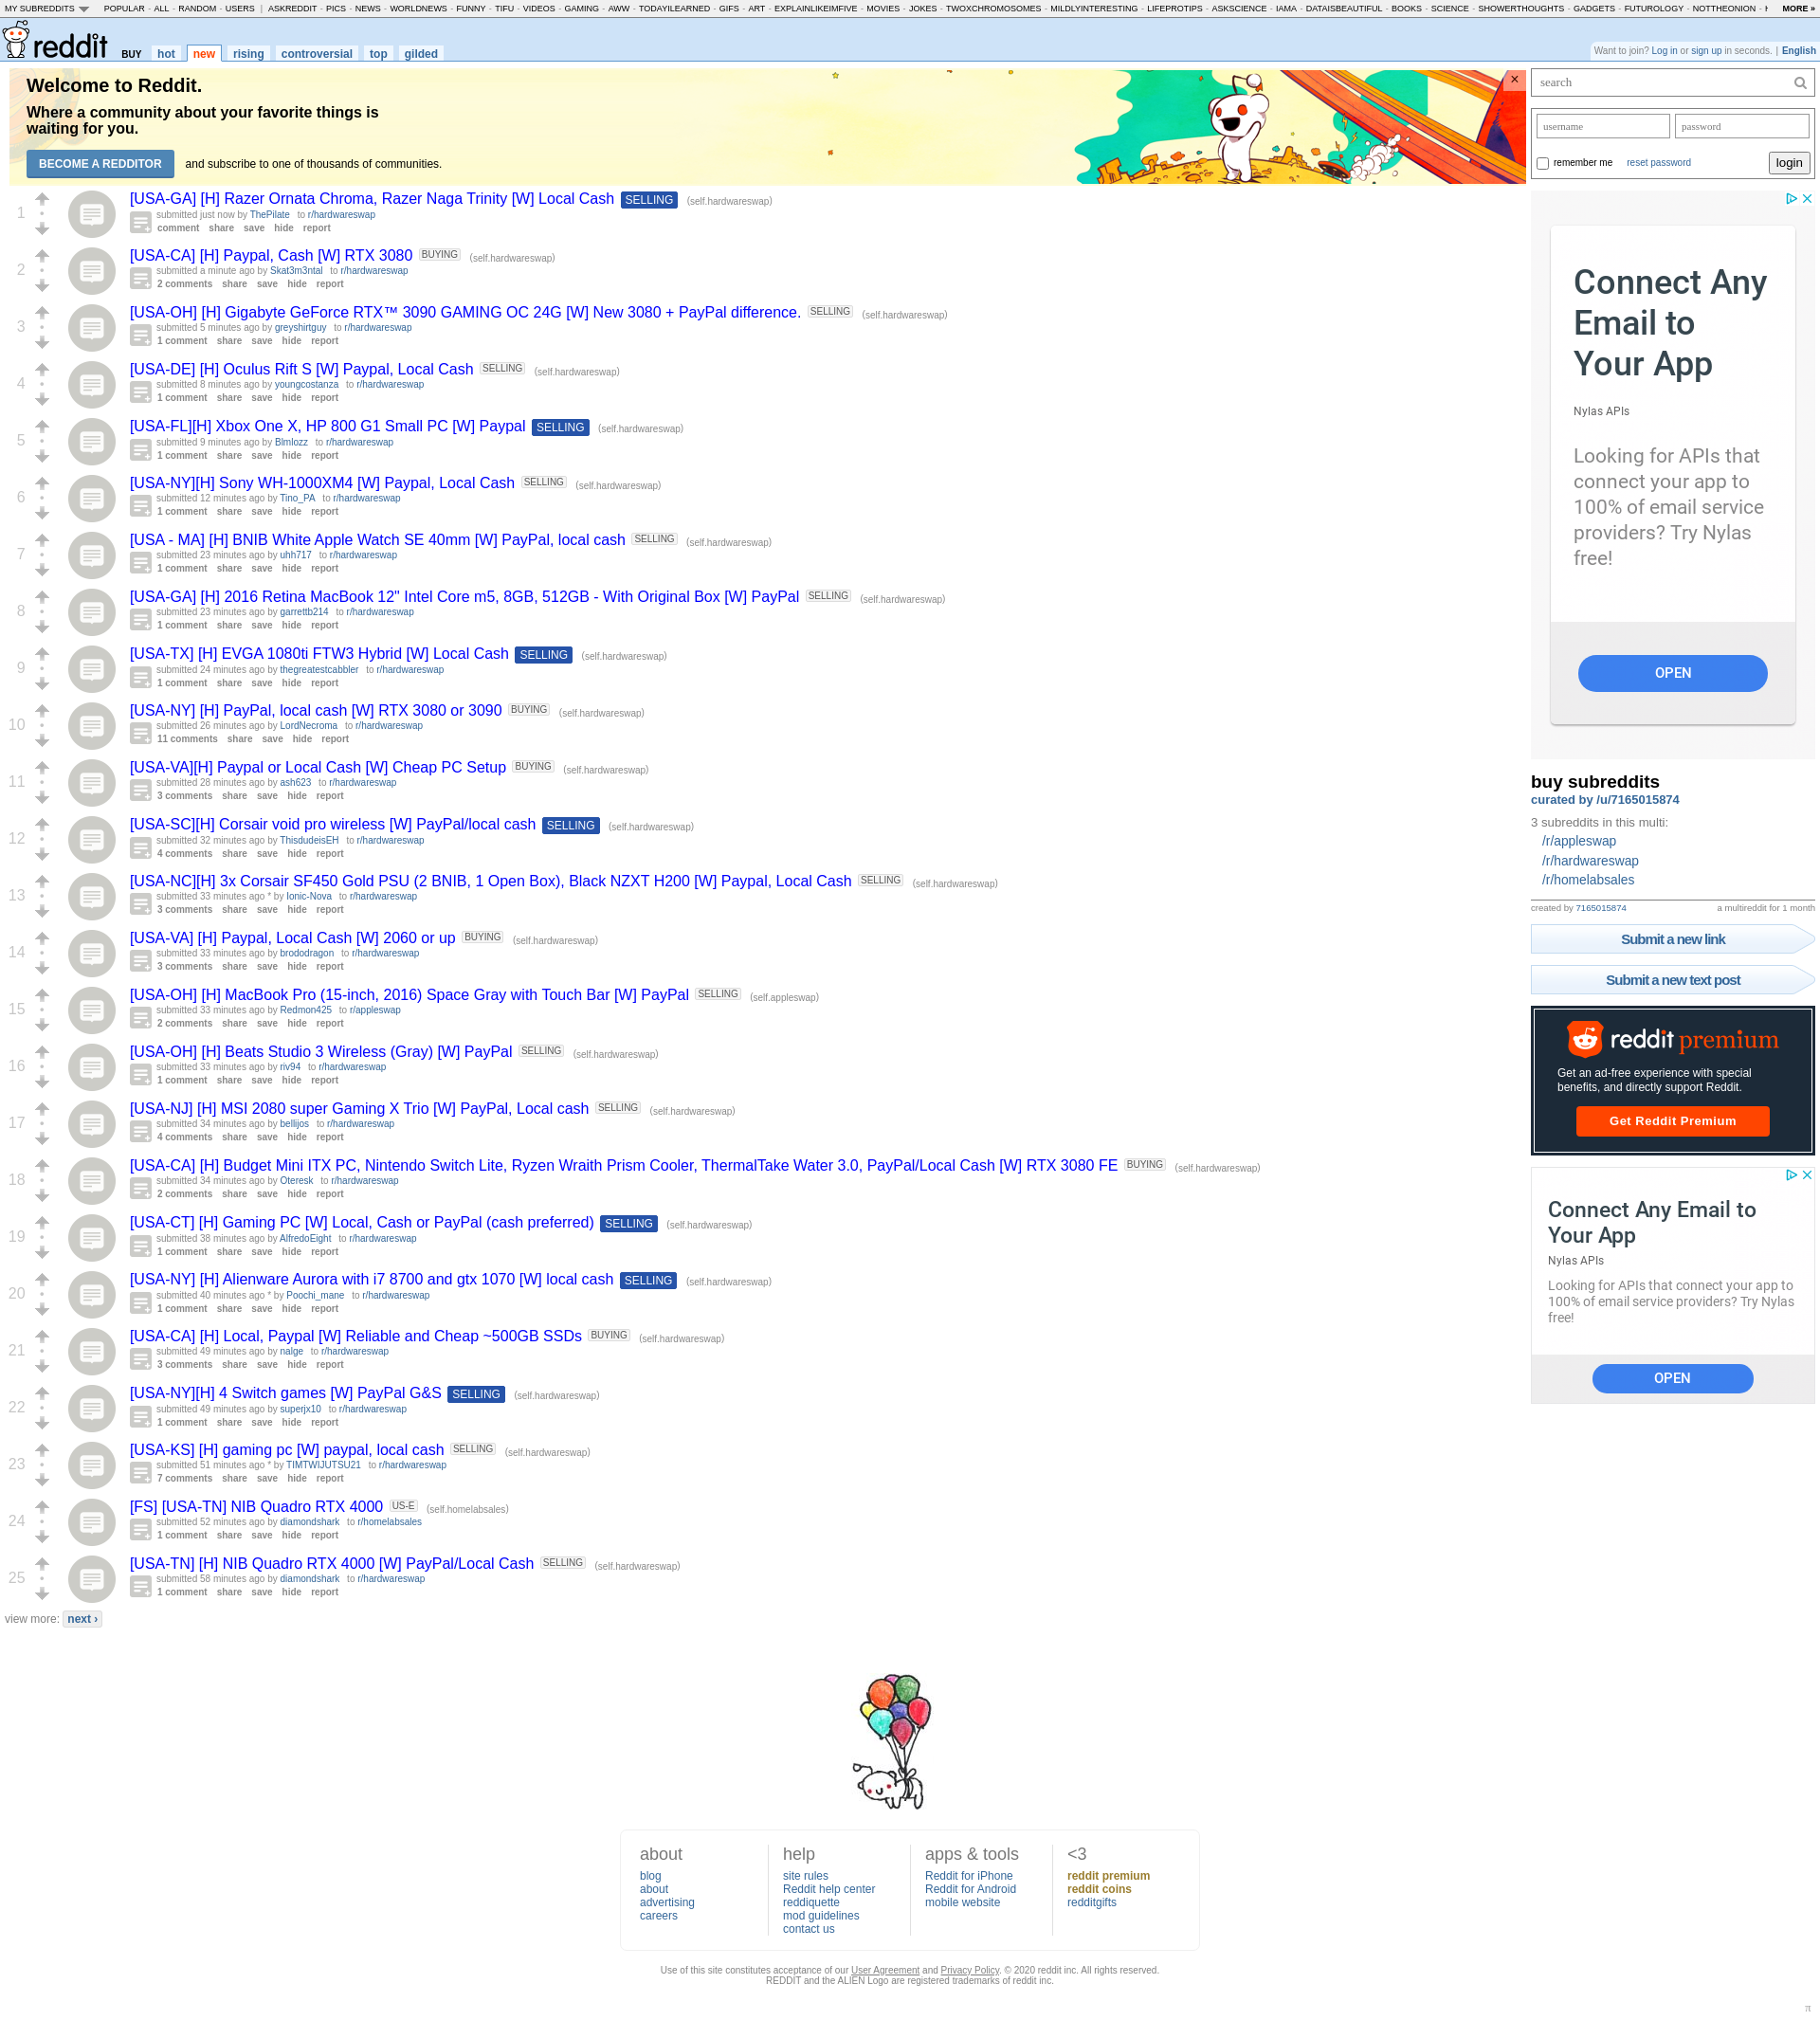 MY SUBREDDITS POPULAR - ALL - RANDOM - USERS | ASKREDDIT - PICS - NEWS - WORLDNEWS - FUNNY - TIFU - VIDEOS - GAMING - AWW - TODAYILEARNED - GIFS - ART - EXPLAINLIKEIMFIVE - MOVIES - JOKES - TWOXCHROMOSOMES - MILDLYINTERESTING - LIFEPROTIPS - ASKSCIENCE - IAMA - DATAISBEAUTIFUL - BOOKS - SCIENCE - SHOWERTHOUGHTS - GADGETS - FUTUROLOGY - NOTTHEONION - MORE »
reddit BUY hot new rising controversial top gilded
Want to join? Log in or sign up in seconds. | English
Welcome to Reddit.
Where a community about your favorite things is
waiting for you.
BECOME A REDDITOR and subscribe to one of thousands of communities.
×
1
[USA-GA] [H] Razer Ornata Chroma, Razer Naga Trinity [W] Local Cash SELLING (self.hardwareswap)
submitted just now by ThePilate to r/hardwareswap
comment share save hide report
2
[USA-CA] [H] Paypal, Cash [W] RTX 3080 BUYING (self.hardwareswap)
submitted a minute ago by Skat3m3ntal to r/hardwareswap
2 comments share save hide report
3
[USA-OH] [H] Gigabyte GeForce RTX™ 3090 GAMING OC 24G [W] New 3080 + PayPal difference. SELLING (self.hardwareswap)
submitted 5 minutes ago by greyshirtguy to r/hardwareswap
1 comment share save hide report
4
[USA-DE] [H] Oculus Rift S [W] Paypal, Local Cash SELLING (self.hardwareswap)
submitted 8 minutes ago by youngcostanza to r/hardwareswap
1 comment share save hide report
5
[USA-FL][H] Xbox One X, HP 800 G1 Small PC [W] Paypal SELLING (self.hardwareswap)
submitted 9 minutes ago by Blmlozz to r/hardwareswap
1 comment share save hide report
6
[USA-NY][H] Sony WH-1000XM4 [W] Paypal, Local Cash SELLING (self.hardwareswap)
submitted 12 minutes ago by Tino_PA to r/hardwareswap
1 comment share save hide report
7
[USA - MA] [H] BNIB White Apple Watch SE 40mm [W] PayPal, local cash SELLING (self.hardwareswap)
submitted 23 minutes ago by uhh717 to r/hardwareswap
1 comment share save hide report
8
[USA-GA] [H] 2016 Retina MacBook 12" Intel Core m5, 8GB, 512GB - With Original Box [W] PayPal SELLING (self.hardwareswap)
submitted 23 minutes ago by garrettb214 to r/hardwareswap
1 comment share save hide report
9
[USA-TX] [H] EVGA 1080ti FTW3 Hybrid [W] Local Cash SELLING (self.hardwareswap)
submitted 24 minutes ago by thegreatestcabbler to r/hardwareswap
1 comment share save hide report
10
[USA-NY] [H] PayPal, local cash [W] RTX 3080 or 3090 BUYING (self.hardwareswap)
submitted 26 minutes ago by LordNecroma to r/hardwareswap
11 comments share save hide report
11
[USA-VA][H] Paypal or Local Cash [W] Cheap PC Setup BUYING (self.hardwareswap)
submitted 28 minutes ago by ash623 to r/hardwareswap
3 comments share save hide report
12
[USA-SC][H] Corsair void pro wireless [W] PayPal/local cash SELLING (self.hardwareswap)
submitted 32 minutes ago by ThisdudeisEH to r/hardwareswap
4 comments share save hide report
13
[USA-NC][H] 3x Corsair SF450 Gold PSU (2 BNIB, 1 Open Box), Black NZXT H200 [W] Paypal, Local Cash SELLING (self.hardwareswap)
submitted 33 minutes ago * by Ionic-Nova to r/hardwareswap
3 comments share save hide report
14
[USA-VA] [H] Paypal, Local Cash [W] 2060 or up BUYING (self.hardwareswap)
submitted 33 minutes ago by brododragon to r/hardwareswap
3 comments share save hide report
15
[USA-OH] [H] MacBook Pro (15-inch, 2016) Space Gray with Touch Bar [W] PayPal SELLING (self.appleswap)
submitted 33 minutes ago by Redmon425 to r/appleswap
2 comments share save hide report
16
[USA-OH] [H] Beats Studio 3 Wireless (Gray) [W] PayPal SELLING (self.hardwareswap)
submitted 33 minutes ago by riv94 to r/hardwareswap
1 comment share save hide report
17
[USA-NJ] [H] MSI 2080 super Gaming X Trio [W] PayPal, Local cash SELLING (self.hardwareswap)
submitted 34 minutes ago by bellijos to r/hardwareswap
4 comments share save hide report
18
[USA-CA] [H] Budget Mini ITX PC, Nintendo Switch Lite, Ryzen Wraith Prism Cooler, ThermalTake Water 3.0, PayPal/Local Cash [W] RTX 3080 FE BUYING (self.hardwareswap)
submitted 34 minutes ago by Oteresk to r/hardwareswap
2 comments share save hide report
19
[USA-CT] [H] Gaming PC [W] Local, Cash or PayPal (cash preferred) SELLING (self.hardwareswap)
submitted 38 minutes ago by AlfredoEight to r/hardwareswap
1 comment share save hide report
20
[USA-NY] [H] Alienware Aurora with i7 8700 and gtx 1070 [W] local cash SELLING (self.hardwareswap)
submitted 40 minutes ago * by Poochi_mane to r/hardwareswap
1 comment share save hide report
21
[USA-CA] [H] Local, Paypal [W] Reliable and Cheap ~500GB SSDs BUYING (self.hardwareswap)
submitted 49 minutes ago by nalge to r/hardwareswap
3 comments share save hide report
22
[USA-NY][H] 4 Switch games [W] PayPal G&S SELLING (self.hardwareswap)
submitted 49 minutes ago by superjx10 to r/hardwareswap
1 comment share save hide report
23
[USA-KS] [H] gaming pc [W] paypal, local cash SELLING (self.hardwareswap)
submitted 51 minutes ago * by TIMTWIJUTSU21 to r/hardwareswap
7 comments share save hide report
24
[FS] [USA-TN] NIB Quadro RTX 4000 US-E (self.homelabsales)
submitted 52 minutes ago by diamondshark to r/homelabsales
1 comment share save hide report
25
[USA-TN] [H] NIB Quadro RTX 4000 [W] PayPal/Local Cash SELLING (self.hardwareswap)
submitted 58 minutes ago by diamondshark to r/hardwareswap
1 comment share save hide report
view more: next ›
search
username password
remember me reset password login
Connect Any
Email to
Your App
Nylas APIs
Looking for APIs that
connect your app to
100% of email service
providers? Try Nylas
free!
OPEN
buy subreddits
curated by /u/7165015874
3 subreddits in this multi:
/r/appleswap
/r/hardwareswap
/r/homelabsales
created by 7165015874 a multireddit for 1 month
Submit a new link
Submit a new text post
reddit premium
Get an ad-free experience with special
benefits, and directly support Reddit.
Get Reddit Premium
Connect Any Email to
Your App
Nylas APIs
Looking for APIs that connect your app to
100% of email service providers? Try Nylas
free!
OPEN
about
blog
about
advertising
careers
help
site rules
Reddit help center
reddiquette
mod guidelines
contact us
apps & tools
Reddit for iPhone
Reddit for Android
mobile website
<3
reddit premium
reddit coins
redditgifts
Use of this site constitutes acceptance of our User Agreement and Privacy Policy. © 2020 reddit inc. All rights reserved.
REDDIT and the ALIEN Logo are registered trademarks of reddit inc.
π